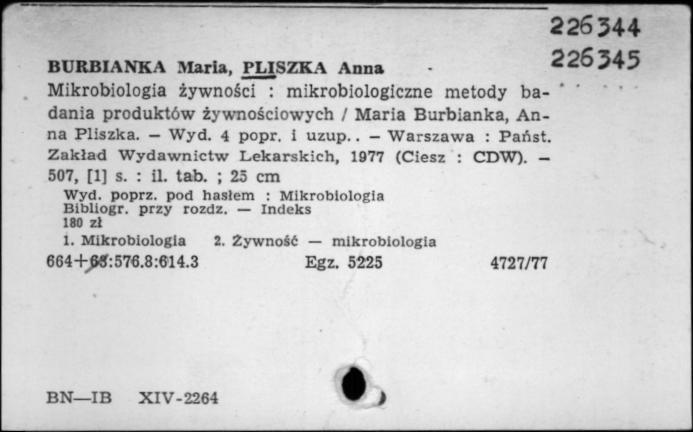 226344
226345
BURBIANKA Maria, PLISZKA Anna
Mikrobiologia żywności : mikrobiologiczne metody ba-
dania produktów żywnościowych / Maria Burbianka, An-
na Pliszka. — Wyd. 4 popr. i uzup.. — Warszawa : Państ.
Zakład Wydawnictw Lekarskich, 1977 (Ciesz : CDW). —
507, [1] s. : il. tab. ; 25 cm
Wyd. poprz. pod hasłem : Mikrobiologia
Bibliogr. przy rozdz. — Indeks
180 zł
1. Mikrobiologia 2. Żywność — mikrobiologia
664+63:576.8:614.3 Egz. 5225 4727/77
BN—IB XIV-2264